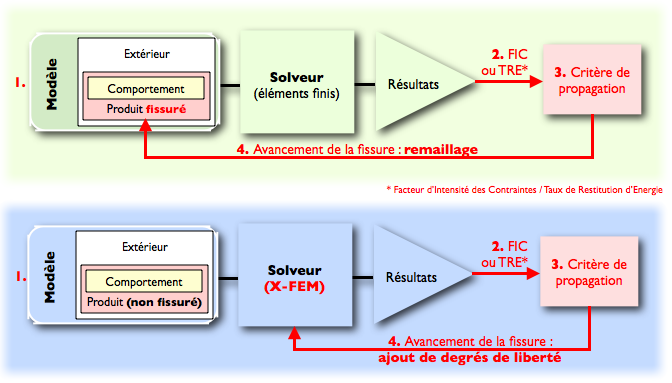 Extérieur
1.
Modèle
Comportement
Produit fissuré
Solveur
(éléments finis)
Résultats
2. FIC
ou TRE*
3. Critère de
propagation
4. Avancement de la fissure : remaillage
* Facteur d'Intensité des Contraintes / Taux de Restitution d'Energie
Extérieur
1.
Modèle
Comportement
Produit (non fissuré)
Solveur
(X-FEM)
Résultats
2. FIC
ou TRE*
3. Critère de
propagation
4. Avancement de la fissure :
ajout de degrés de liberté